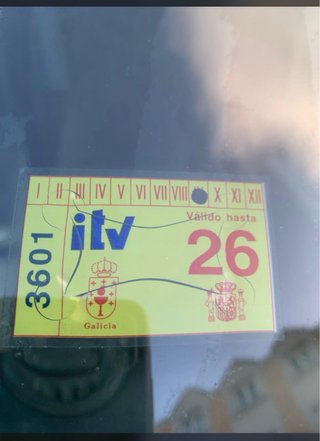 I II III IV V VI VII VIII X XI XII
Válido hasta
itv
26
3601
Galicia